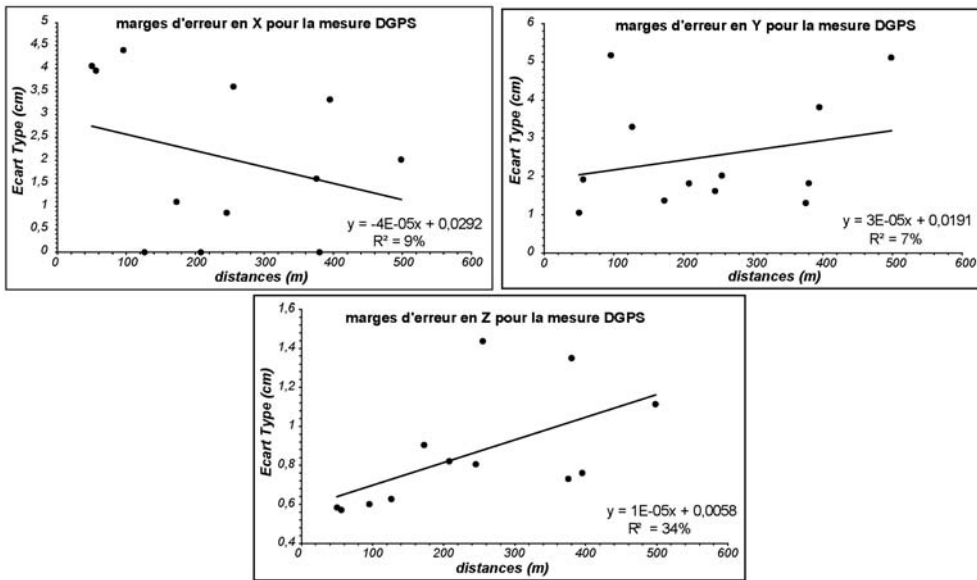 marges d'erreur en X pour la mesure DGPS
Ecart Type (cm)
5
4,5
4
3,5
3
2,5
2
1,5
1
0,5
0
y = -4E-05x + 0,0292
R² = 9%
0 100 200 300 400 500 600
distances (m)
marges d'erreur en Y pour la mesure DGPS
Ecart Type (cm)
6
5
4
3
2
1
0
y = 3E-05x + 0,0191
R² = 7%
0 100 200 300 400 500 600
distances (m)
marges d'erreur en Z pour la mesure DGPS
Ecart Type (cm)
1,6
1,4
1,2
1
0,8
0,6
0,4
y = 1E-05x + 0,0058
R² = 34%
0 100 200 300 400 500 600
distances (m)